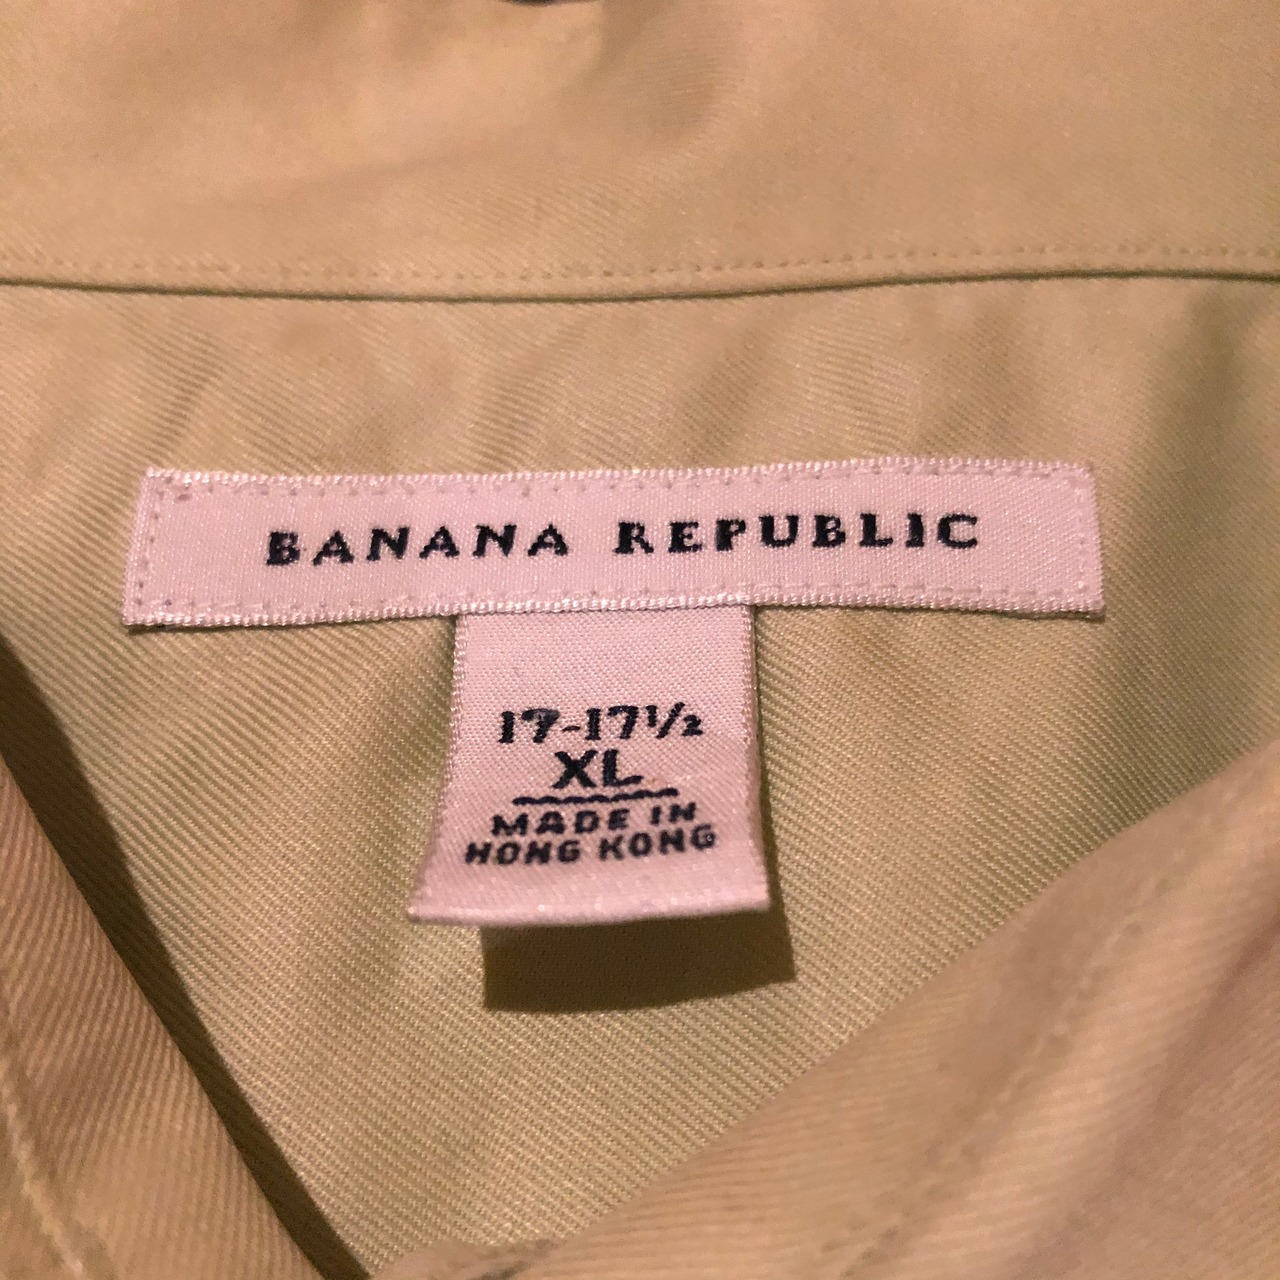 BANANA REPUBLIC
17-17½
XL
MADE IN
HONG KONG